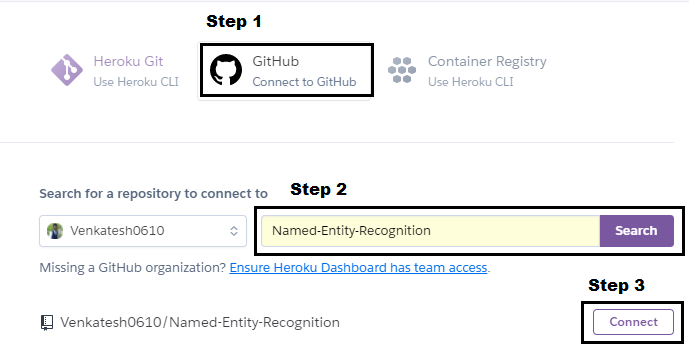 Step 1
Heroku Git
Use Heroku CLI
GitHub
Connect to GitHub
Container Registry
Use Heroku CLI
Search for a repository to connect to
Step 2
Venkatesh0610
Named-Entity-Recognition
Search
Missing a GitHub organization? Ensure Heroku Dashboard has team access.
Step 3
Venkatesh0610/Named-Entity-Recognition
Connect